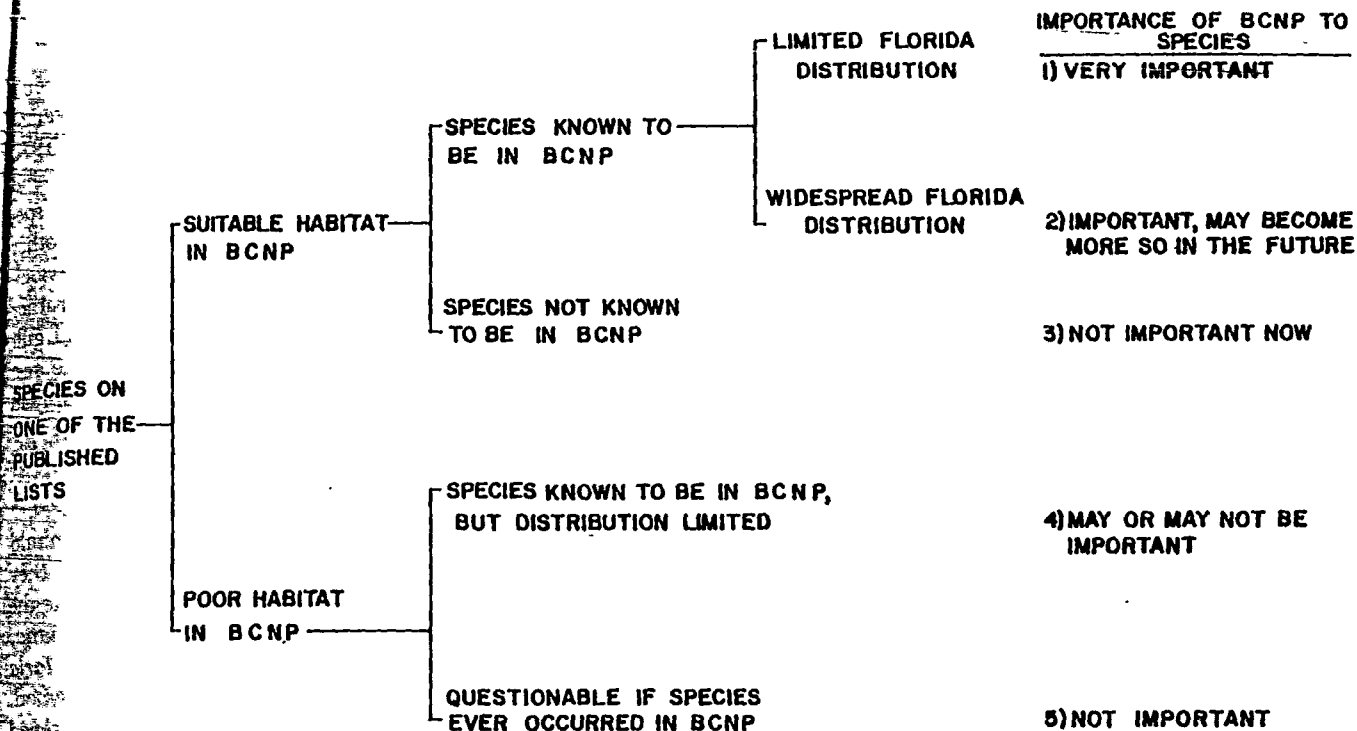 IMPORTANCE OF BCNP TO
SPECIES
LIMITED FLORIDA
DISTRIBUTION
1) VERY IMPORTANT
SPECIES KNOWN TO
BE IN BCNP
WIDESPREAD FLORIDA
DISTRIBUTION
2) IMPORTANT, MAY BECOME
MORE SO IN THE FUTURE
SUITABLE HABITAT
IN BCNP
SPECIES NOT KNOWN
TO BE IN BCNP
3) NOT IMPORTANT NOW
SPECIES ON
ONE OF THE
PUBLISHED
LISTS
SPECIES KNOWN TO BE IN BCNP,
BUT DISTRIBUTION LIMITED
4) MAY OR MAY NOT BE
IMPORTANT
POOR HABITAT
IN BCNP
QUESTIONABLE IF SPECIES
EVER OCCURRED IN BCNP
5) NOT IMPORTANT